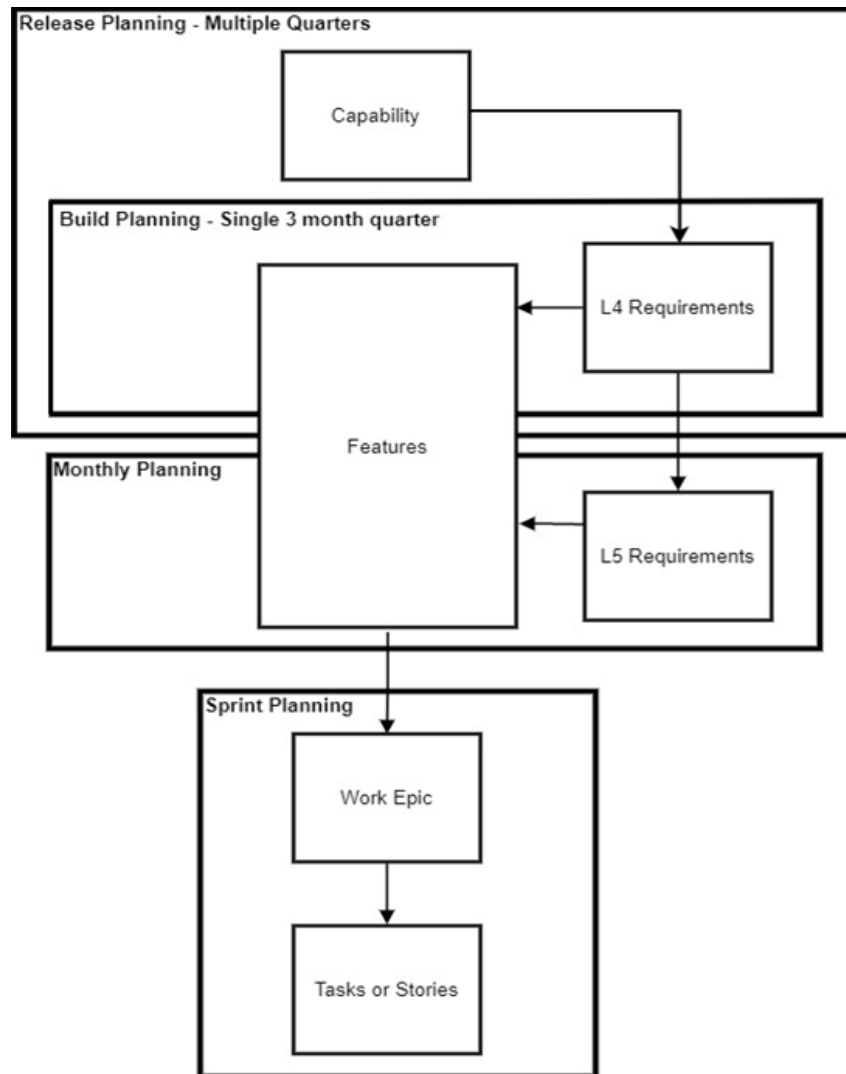 Release Planning - Multiple Quarters
Capability
Build Planning - Single 3 month quarter
L4 Requirements
Features
Monthly Planning
L5 Requirements
Sprint Planning
Work Epic
Tasks or Stories